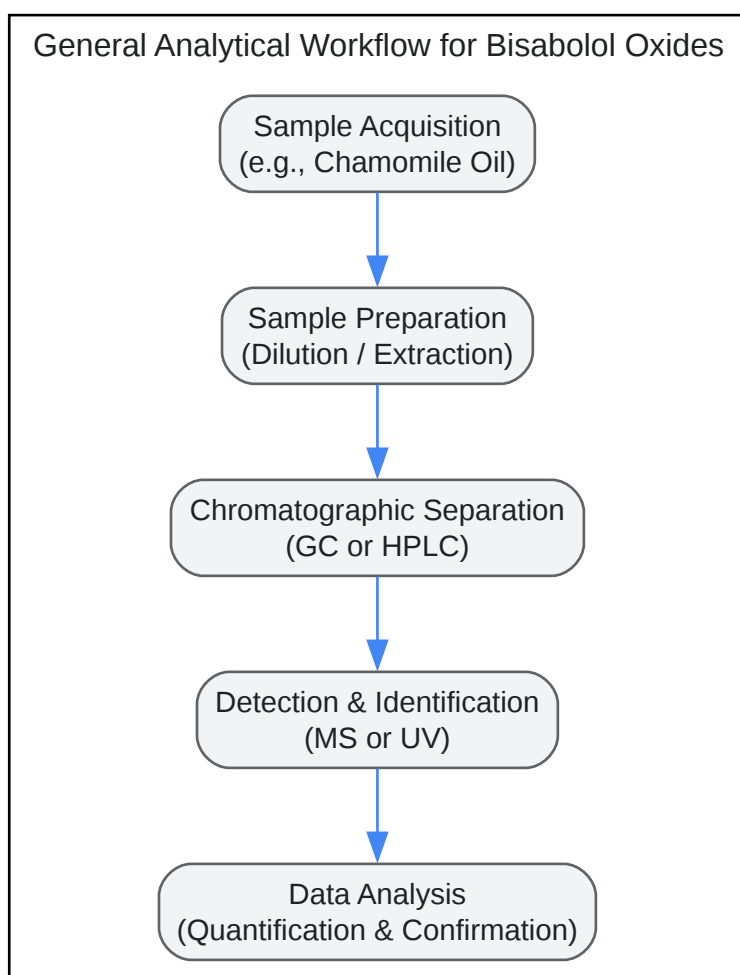 General Analytical Workflow for Bisabolol Oxides
Sample Acquisition
(e.g., Chamomile Oil)
Sample Preparation
(Dilution / Extraction)
Chromatographic Separation
(GC or HPLC)
Detection & Identification
(MS or UV)
Data Analysis
(Quantification & Confirmation)